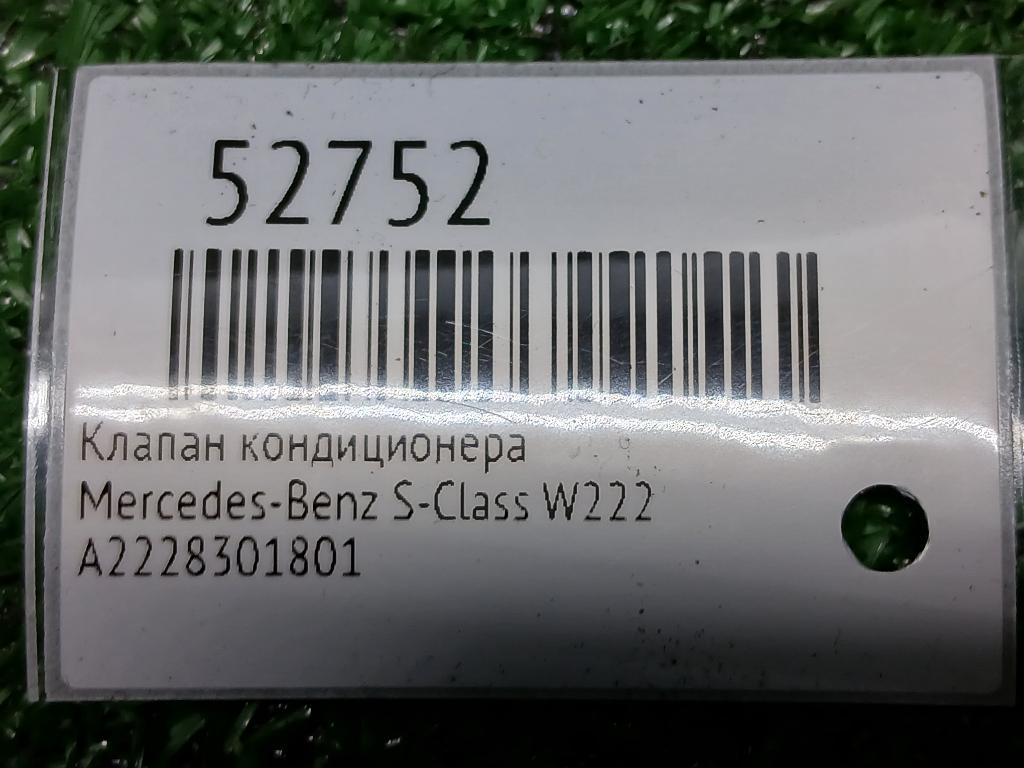 52752
Клапан кондиционера
Mercedes-Benz S-Class W222
A2228301801